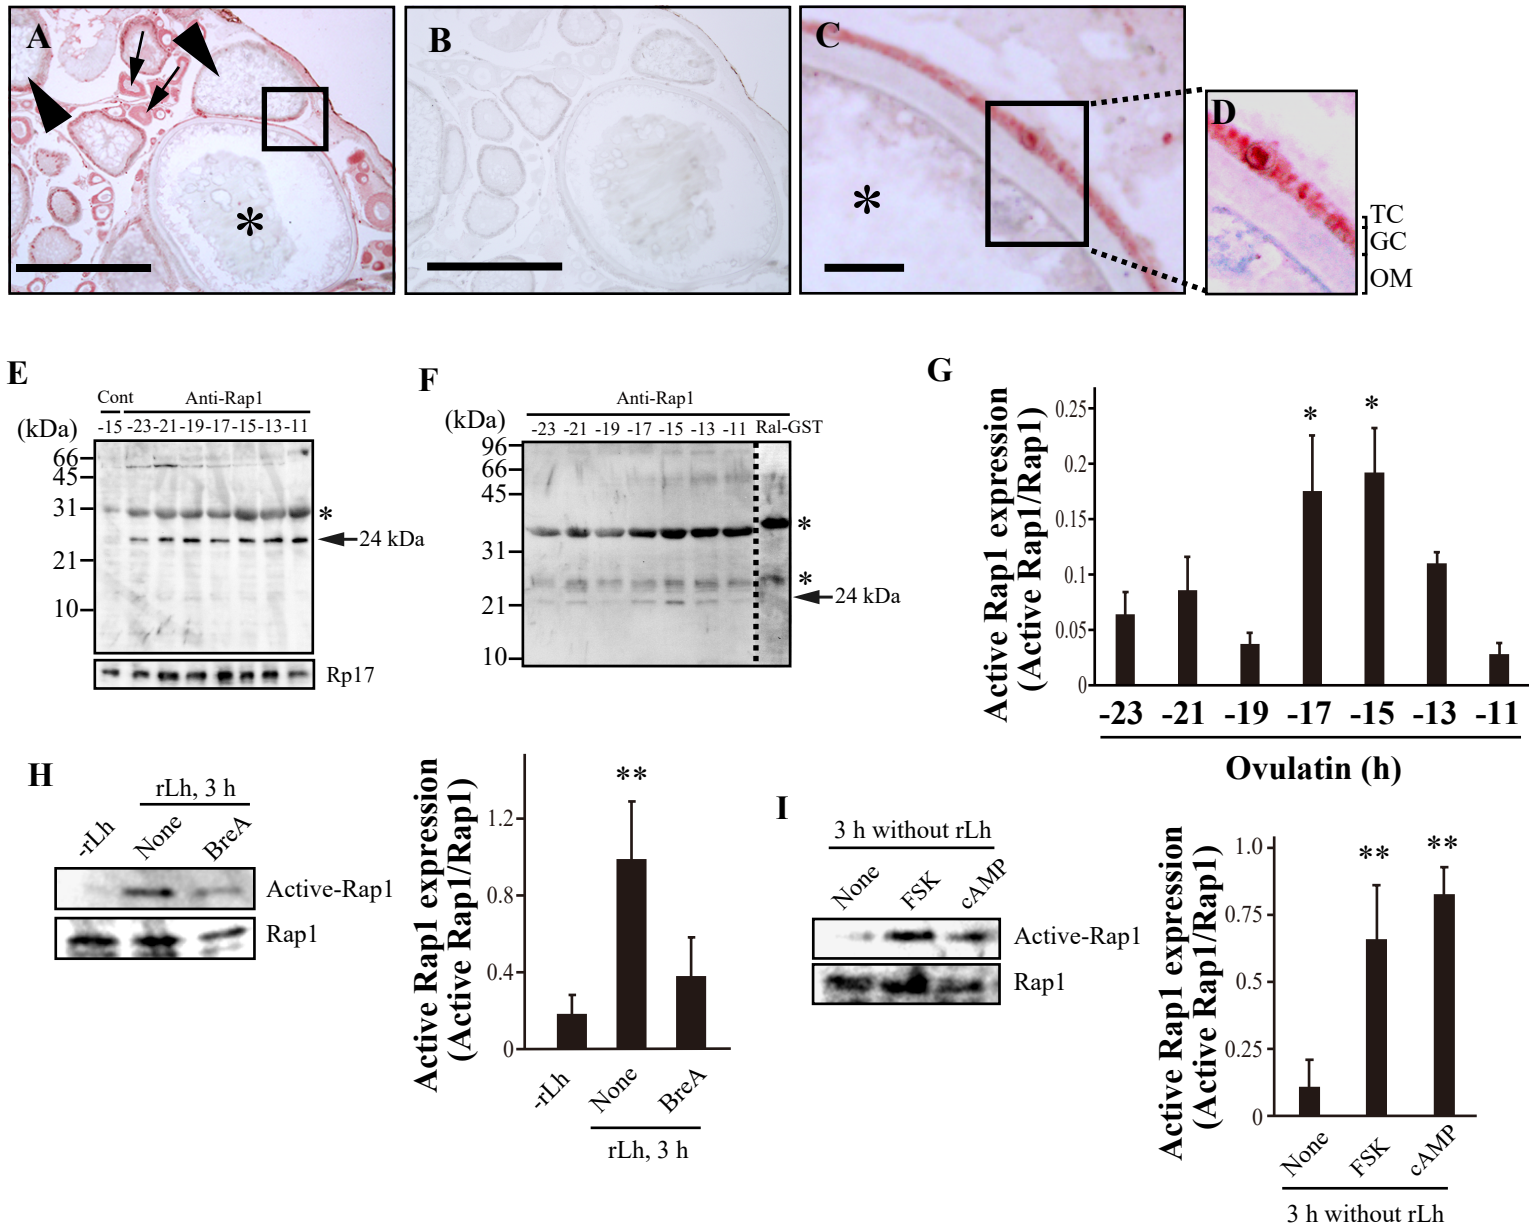 A
B
C
D
*
*
TC
GC
OM
E
Cont Anti-Rap1
(kDa) -15 -23 -21 -19 -17 -15 -13 -11
66
45
31
*
24 kDa
21
10
Rp17
F
Anti-Rap1
(kDa) -23 -21 -19 -17 -15 -13 -11 Ral-GST
96
66
45
*
31
*
24 kDa
21
10
G
Active Rap1 expression
(Active Rap1/Rap1)
0.25
0.2
0.15
0.1
0.05
0
* *
-23 -21 -19 -17 -15 -13 -11
Ovulatin (h)
H
rLh, 3 h
-rLh None BreA
Active-Rap1
Rap1
Active Rap1 expression
(Active Rap1/Rap1)
1.2
0.8
0.4
0
**
-rLh None BreA
rLh, 3 h
I
3 h without rLh
None FSK cAMP
Active-Rap1
Rap1
Active Rap1 expression
(Active Rap1/Rap1)
1.0
0.75
0.5
0.25
0
** **
None FSK cAMP
3 h without rLh